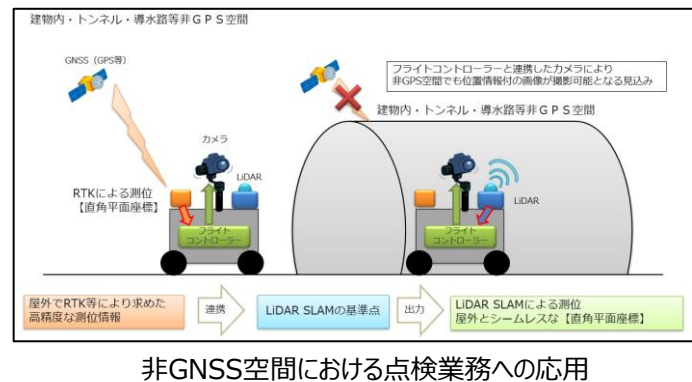 建物内・トンネル・導水路等非GPS空間
GNSS（GPS等）
フライトコントローラーと連携したカメラにより
非GPS空間でも位置情報付の画像が撮影可能となる見込み
建物内・トンネル・導水路等非GPS空間
カメラ
LiDAR
RTKによる測位
【直角平面座標】
フライト
コントローラー
LiDAR
フライト
コントローラー
屋外でRTK等により求めた
高精度な測位情報
連携
LiDAR SLAMの基準点
出力
LiDAR SLAMによる測位
屋外とシームレスな【直角平面座標】
非GNSS空間における点検業務への応用